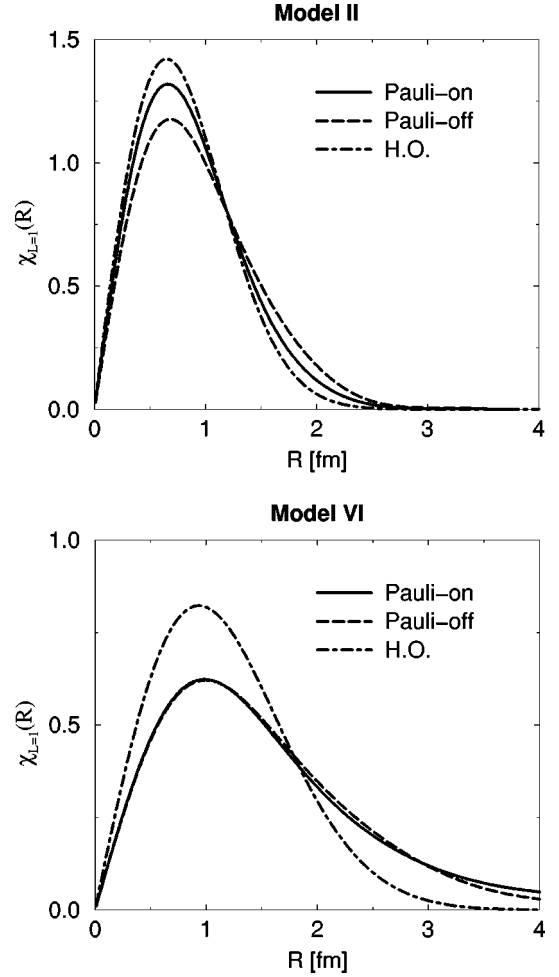 Model II
1.5
1.0
0.5
0.0
χL=1(R)
Pauli−on
Pauli−off
H.O.
0 1 2 3 4
R [fm]
Model VI
1.0
0.5
0.0
χL=1(R)
Pauli−on
Pauli−off
H.O.
0 1 2 3 4
R [fm]